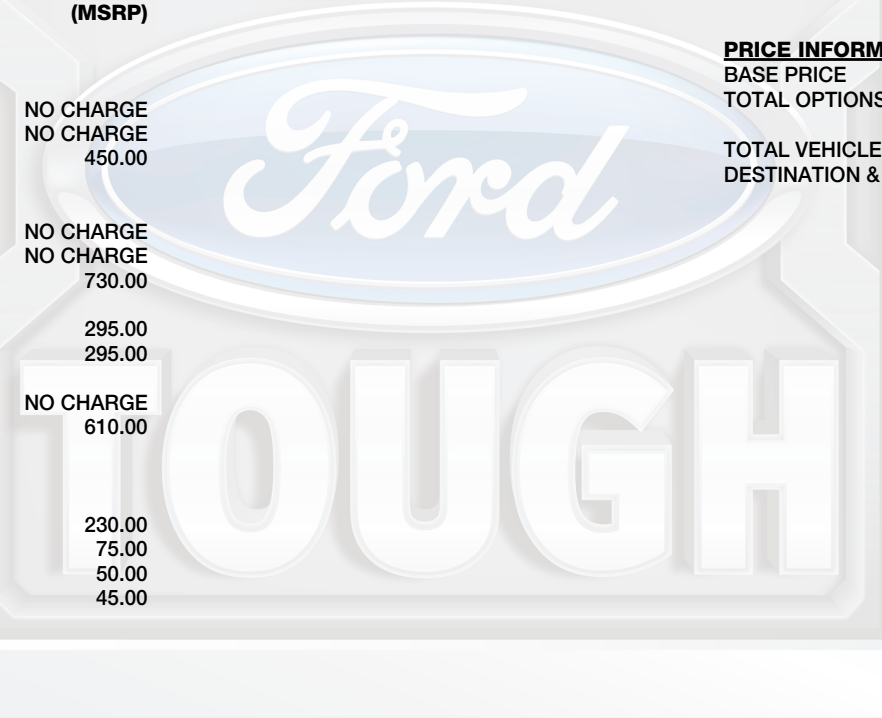 (MSRP)
NO CHARGE
NO CHARGE
450.00
NO CHARGE
NO CHARGE
730.00
295.00
295.00
NO CHARGE
610.00
230.00
75.00
50.00
45.00
PRICE INFORM
BASE PRICE
TOTAL OPTIONS
TOTAL VEHICLE
DESTINATION &
Ford
TOUGH